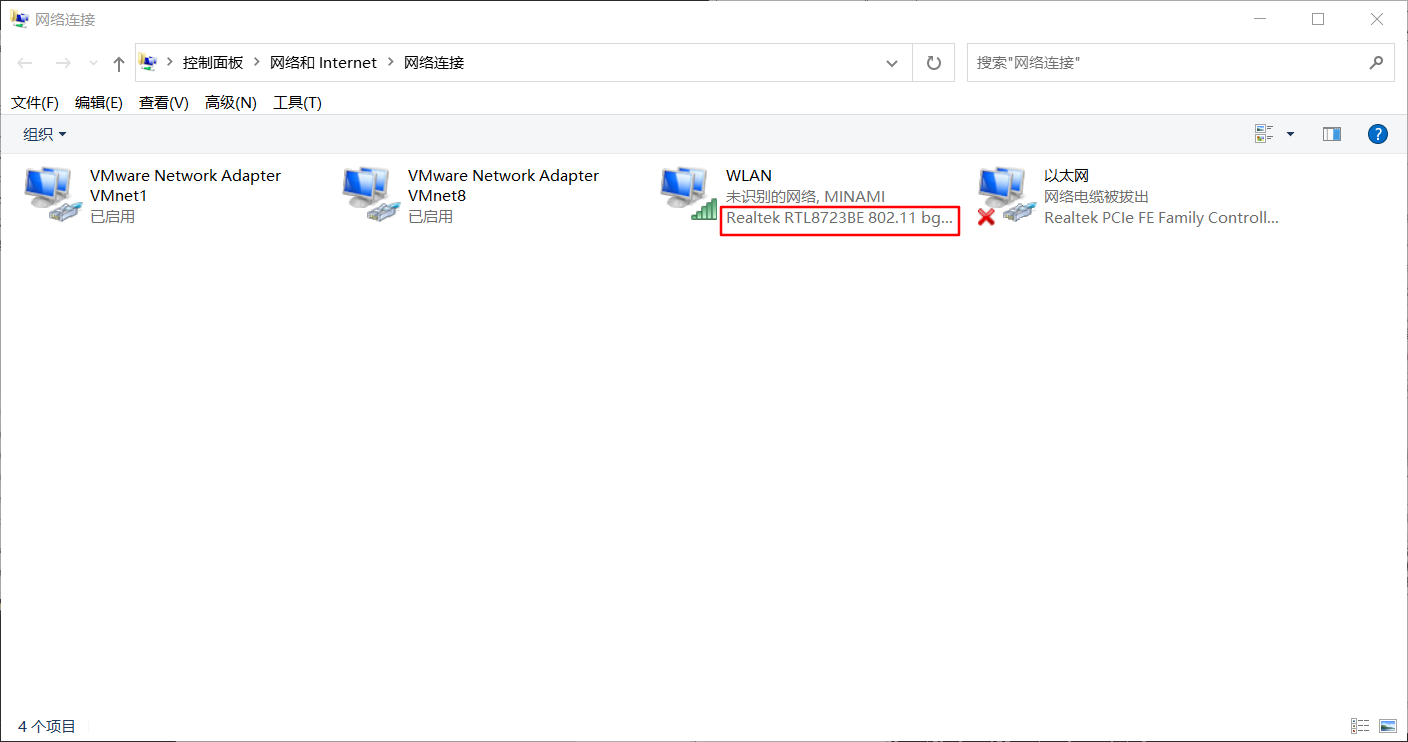 网络连接
控制面板 > 网络和 Internet > 网络连接
搜索"网络连接"
文件(F) 编辑(E) 查看(V) 高级(N) 工具(T)
组织
VMware Network Adapter
VMnet1
已启用
VMware Network Adapter
VMnet8
已启用
WLAN
未识别的网络, MINAMI
Realtek RTL8723BE 802.11 bg...
以太网
网络电缆被拔出
Realtek PCIe FE Family Controll...
4 个项目